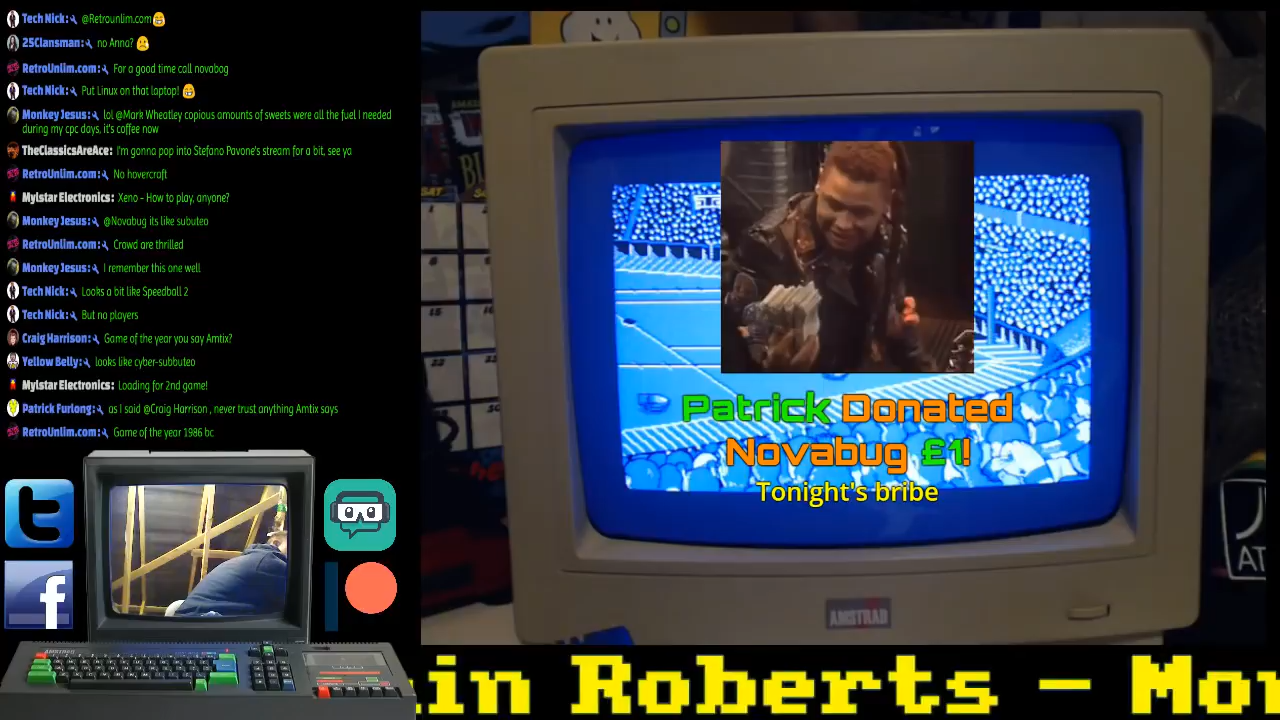 Tech Nick: @Retrounlim.com
25Clansman: no Anna?
RetroUnlim.com: For a good time call novabag
Tech Nick: Put Linux on that laptop!
Monkey Jesus: lol @Mark Wheatley copious amounts of sweets were all the fuel I needed
during my cpc days, it's coffee now
TheClassicsAreAce: I'm gonna pop into Stefano Pavone's stream for a bit, see ya
RetroUnlim.com: No hovercraft
Mylstar Electronics: Xeno - How to play, anyone?
Monkey Jesus: @Novabug its like subuteo
RetroUnlim.com: Crowd are thrilled
Monkey Jesus: I remember this one well
Tech Nick: Looks a bit like Speedball 2
Tech Nick: But no players
Craig Harrison: Game of the year you say Amtix?
Yellow Belly: looks like cyber-subbuteo
Mylstar Electronics: Loading for 2nd game!
Patrick Furlong: as I said @Craig Harrison , never trust anything Amtix says
RetroUnlim.com: Game of the year 1986 bc
Patrick Donated
Novabug £1!
Tonight's bribe
AMSTRAD
AT
in Roberts - Mon